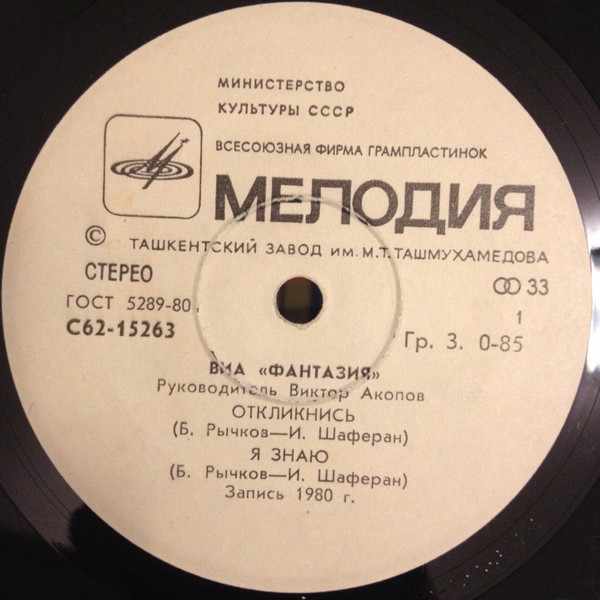 МИНИСТЕРСТВО
КУЛЬТУРЫ СССР
ВСЕСОЮЗНАЯ ФИРМА ГРАМПЛАСТИНОК
МЕЛОДИЯ
© ТАШКЕНТСКИЙ ЗАВОД ИМ. М.Т.ТАШМУХАМЕДОВА
СТЕРЕО
33
ГОСТ 5289-80
1
С62-15263
Гр. 3. 0-85
ВИА «ФАНТАЗИЯ»
Руководитель Виктор Акопов
ОТКЛИКНИСЬ
(Б. Рычков—И. Шаферан)
Я ЗНАЮ
(Б. Рычков—И. Шаферан)
Запись 1980 г.